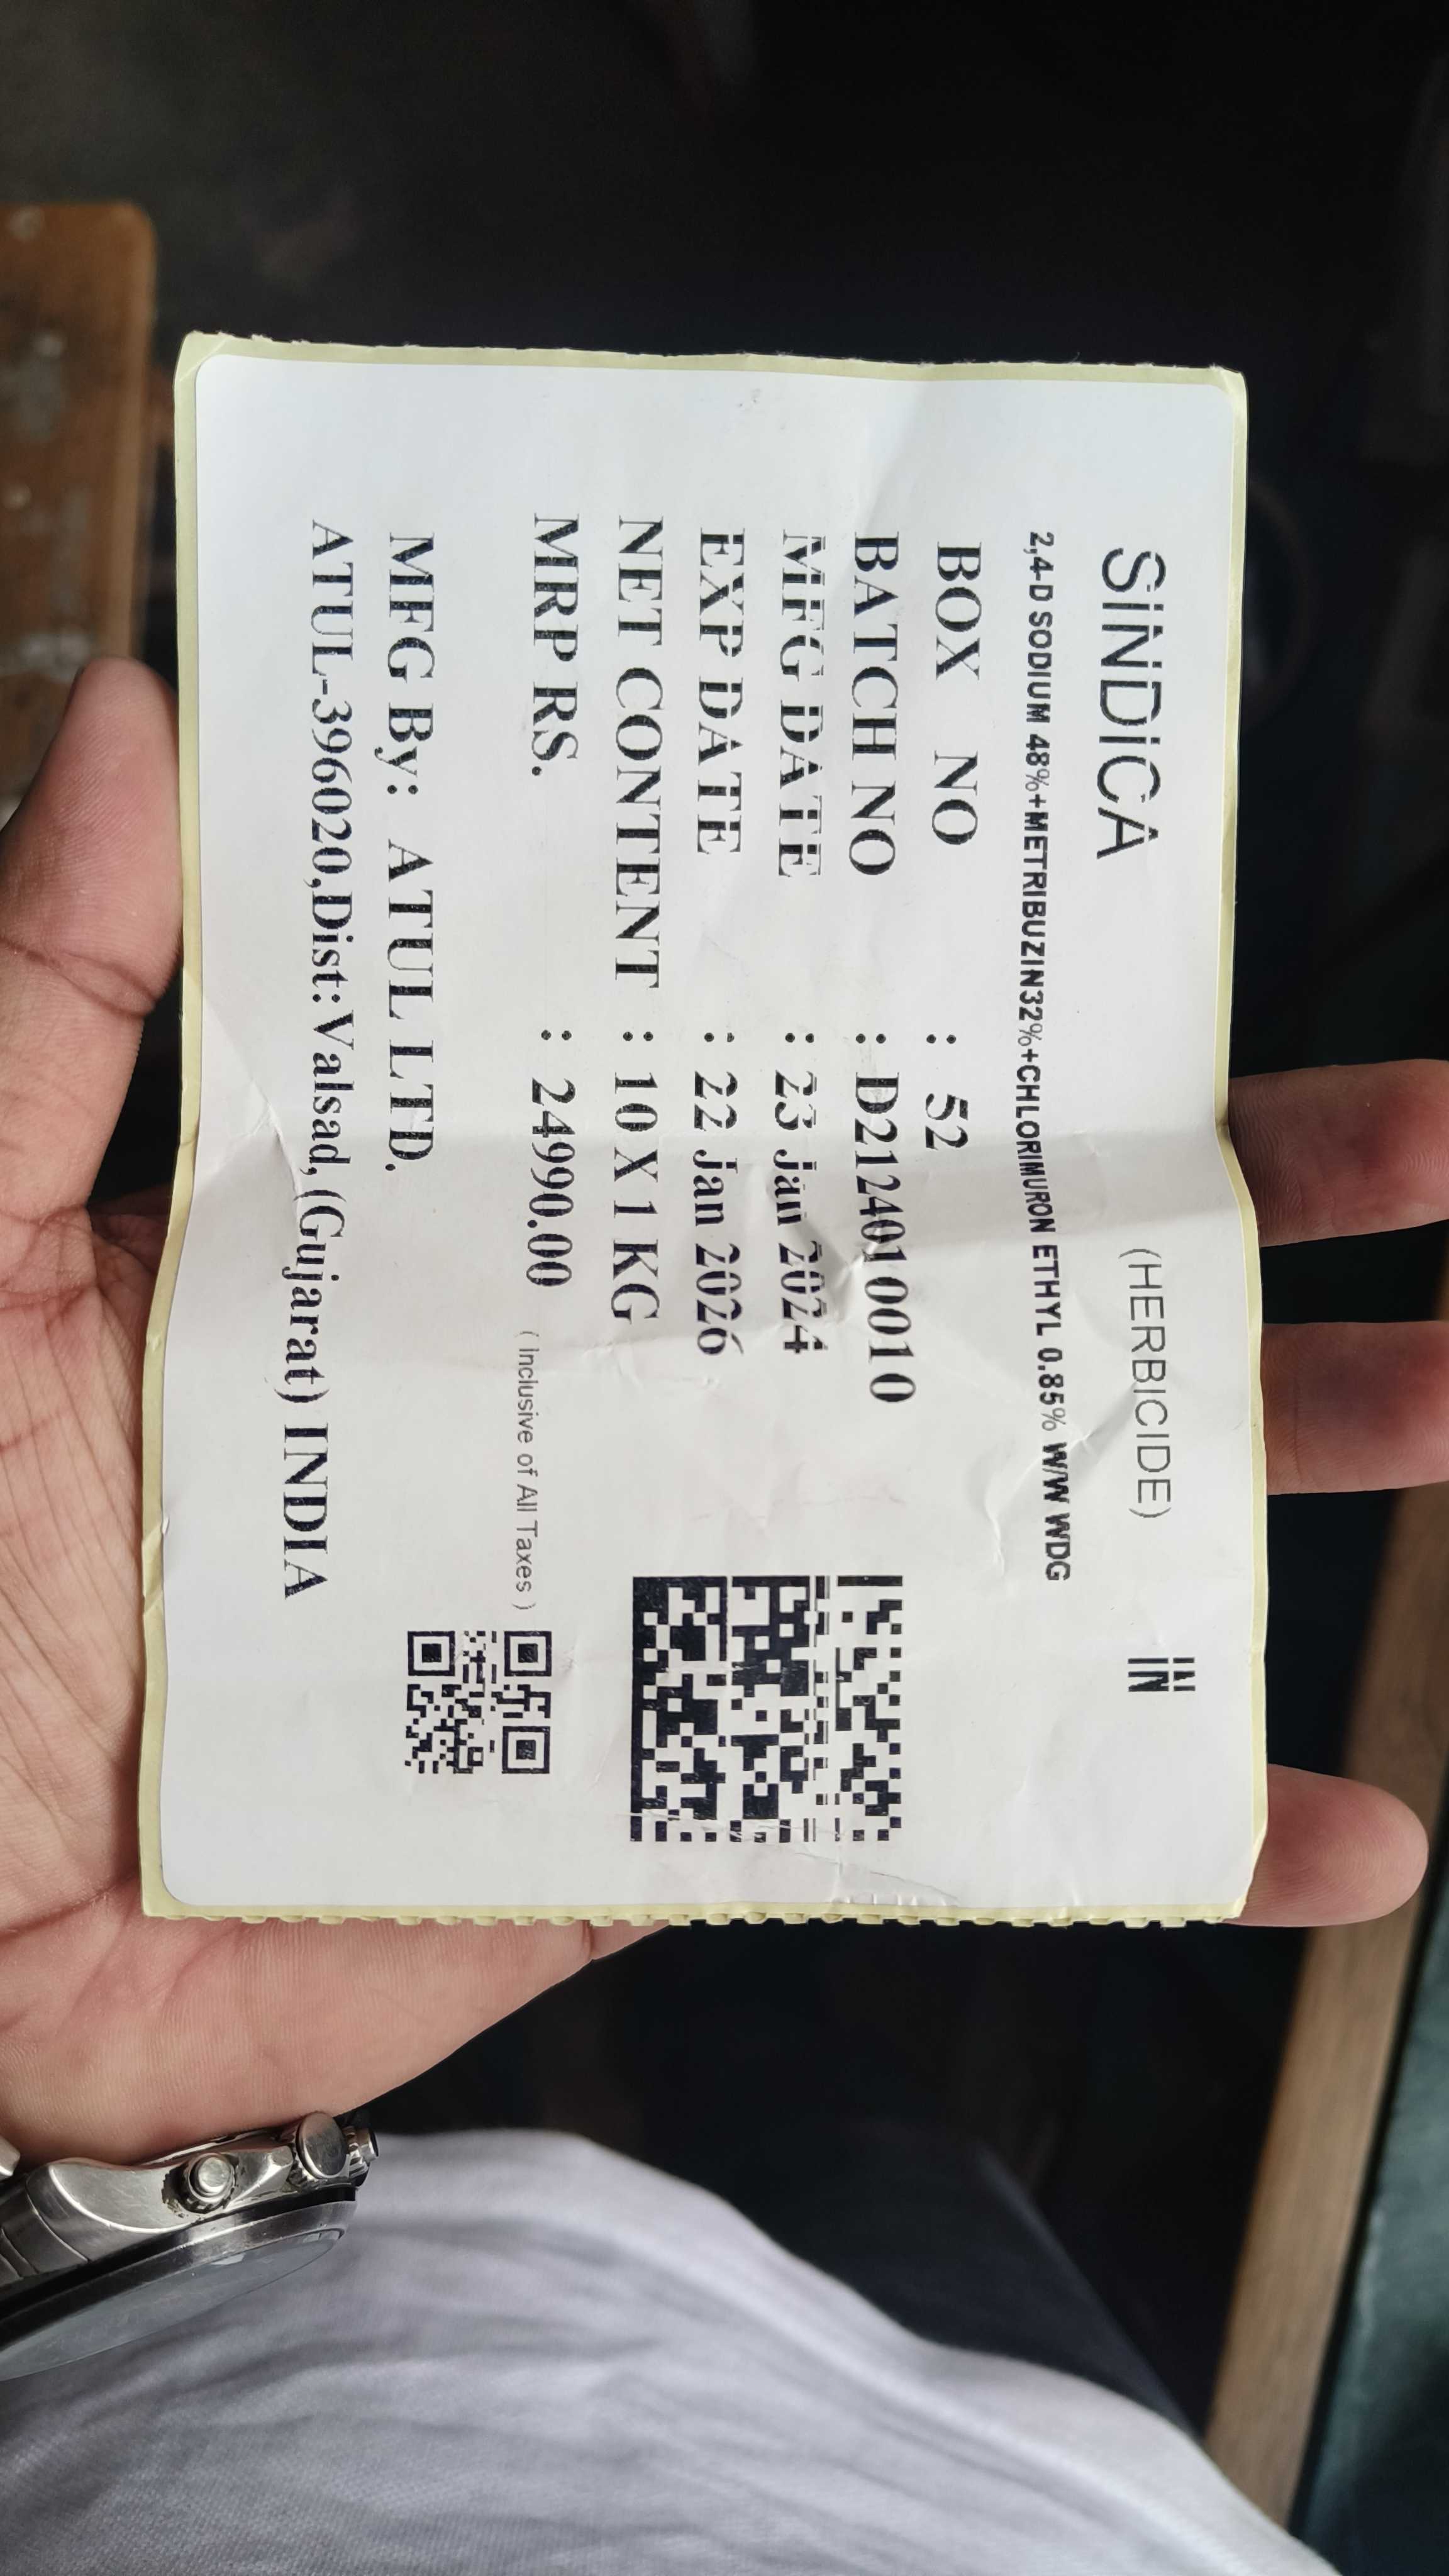 SiNDiCA (HERBICIDE) IN
2,4-D SODIUM 48%+METRIBUZIN32%+CHLORIMURON ETHYL 0.85% W/W WDG
BOX NO : 52
BATCH NO : D212401 0010
MFG DATE : 23 Jan 2024
EXP DATE : 22 Jan 2026
NET CONTENT : 10 X 1 KG
MRP RS. : 24990.00 ( Inclusive of All Taxes )
MFG By: ATUL LTD.
ATUL-396020,Dist:Valsad, (Gujarat) INDIA